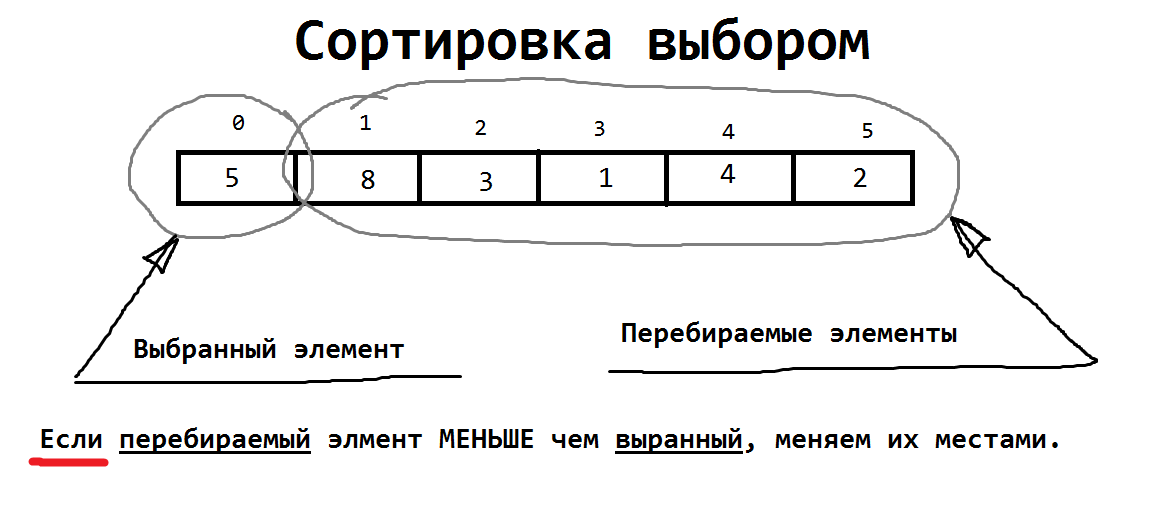 Сортировка выбором
0 1 2 3 4 5
5 8 3 1 4 2
Выбранный элемент
Перебираемые элементы
Если перебираемый элмент МЕНЬШЕ чем выранный, меняем их местами.